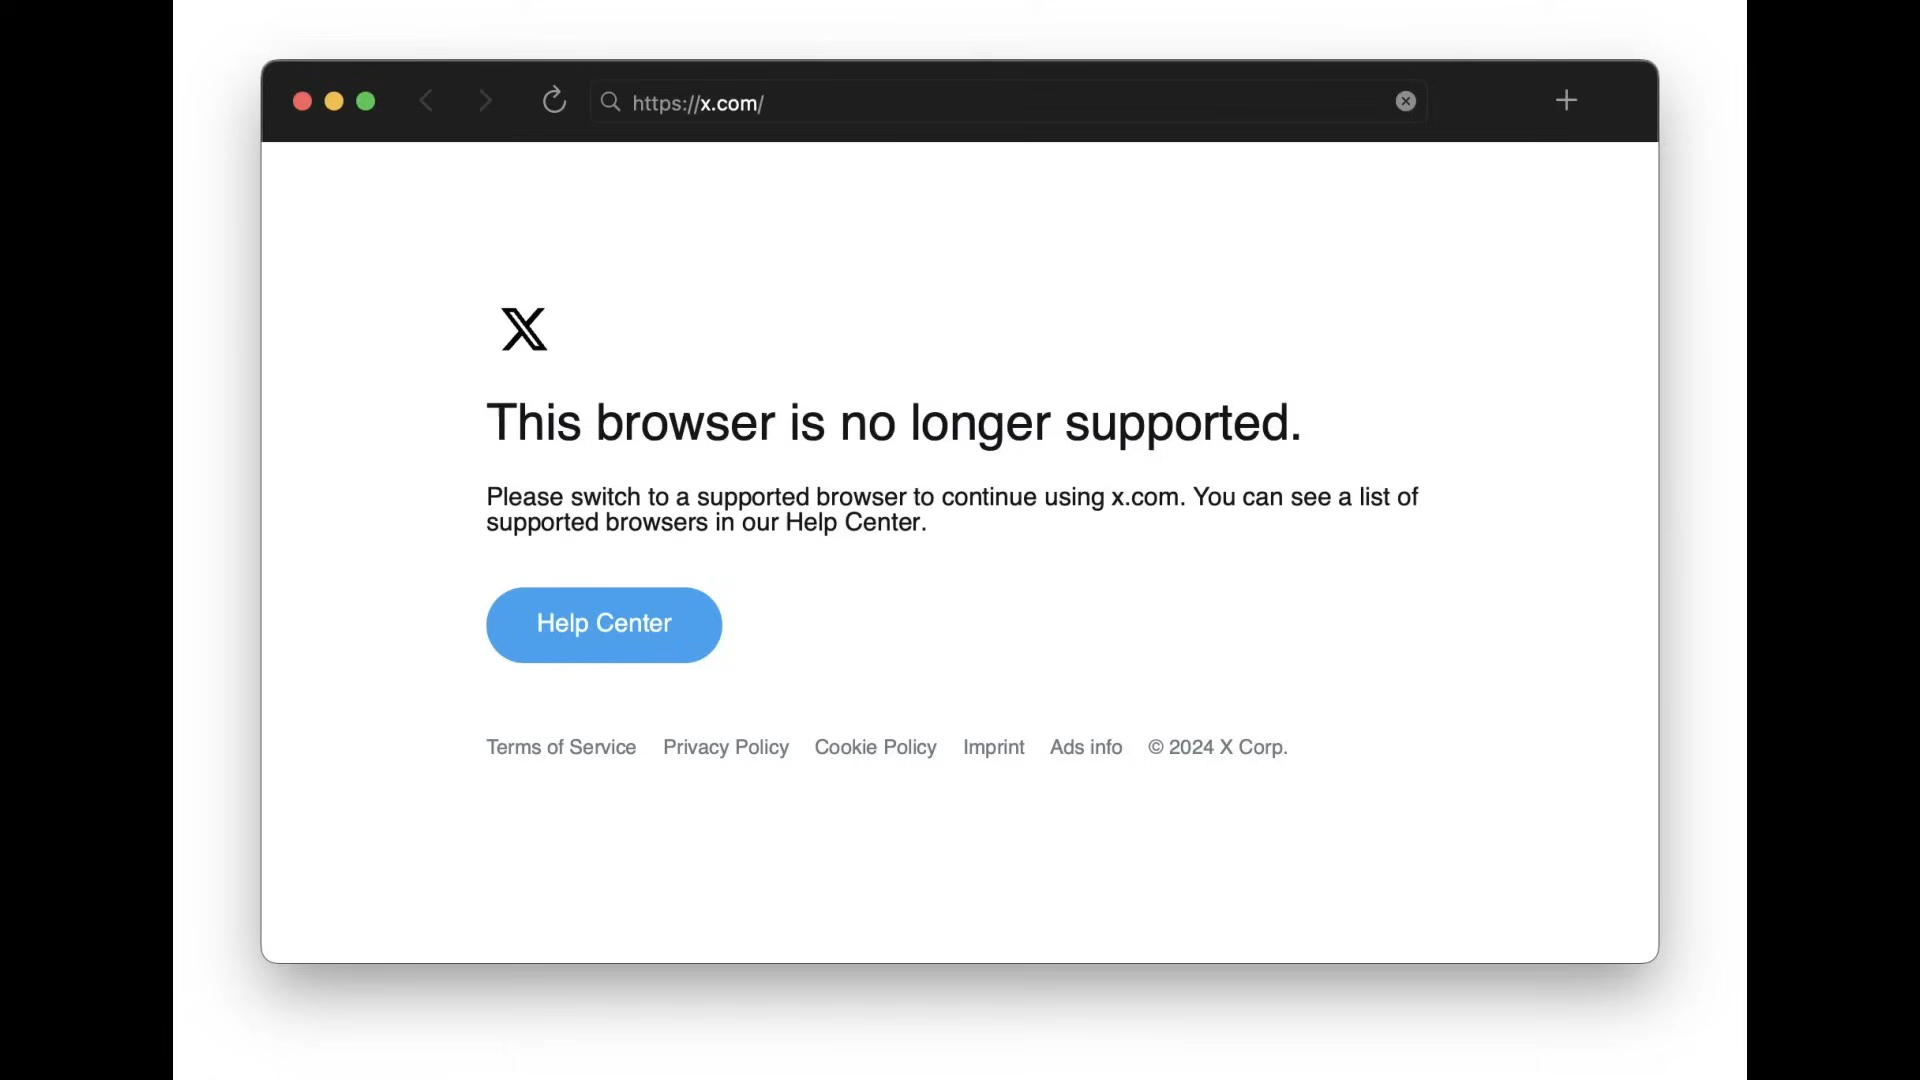 https://x.com/
This browser is no longer supported.
Please switch to a supported browser to continue using x.com. You can see a list of
supported browsers in our Help Center.
Help Center
Terms of Service Privacy Policy Cookie Policy Imprint Ads info © 2024 X Corp.